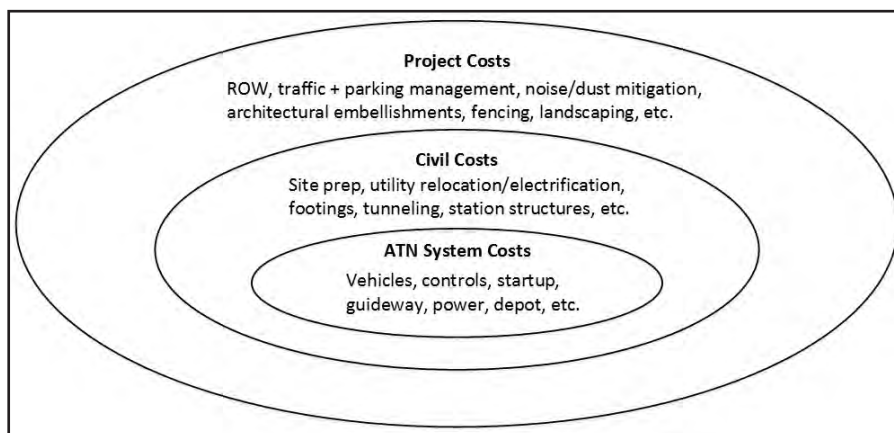 Project Costs
ROW, traffic + parking management, noise/dust mitigation,
architectural embellishments, fencing, landscaping, etc.
Civil Costs
Site prep, utility relocation/electrification,
footings, tunneling, station structures, etc.
ATN System Costs
Vehicles, controls, startup,
guideway, power, depot, etc.